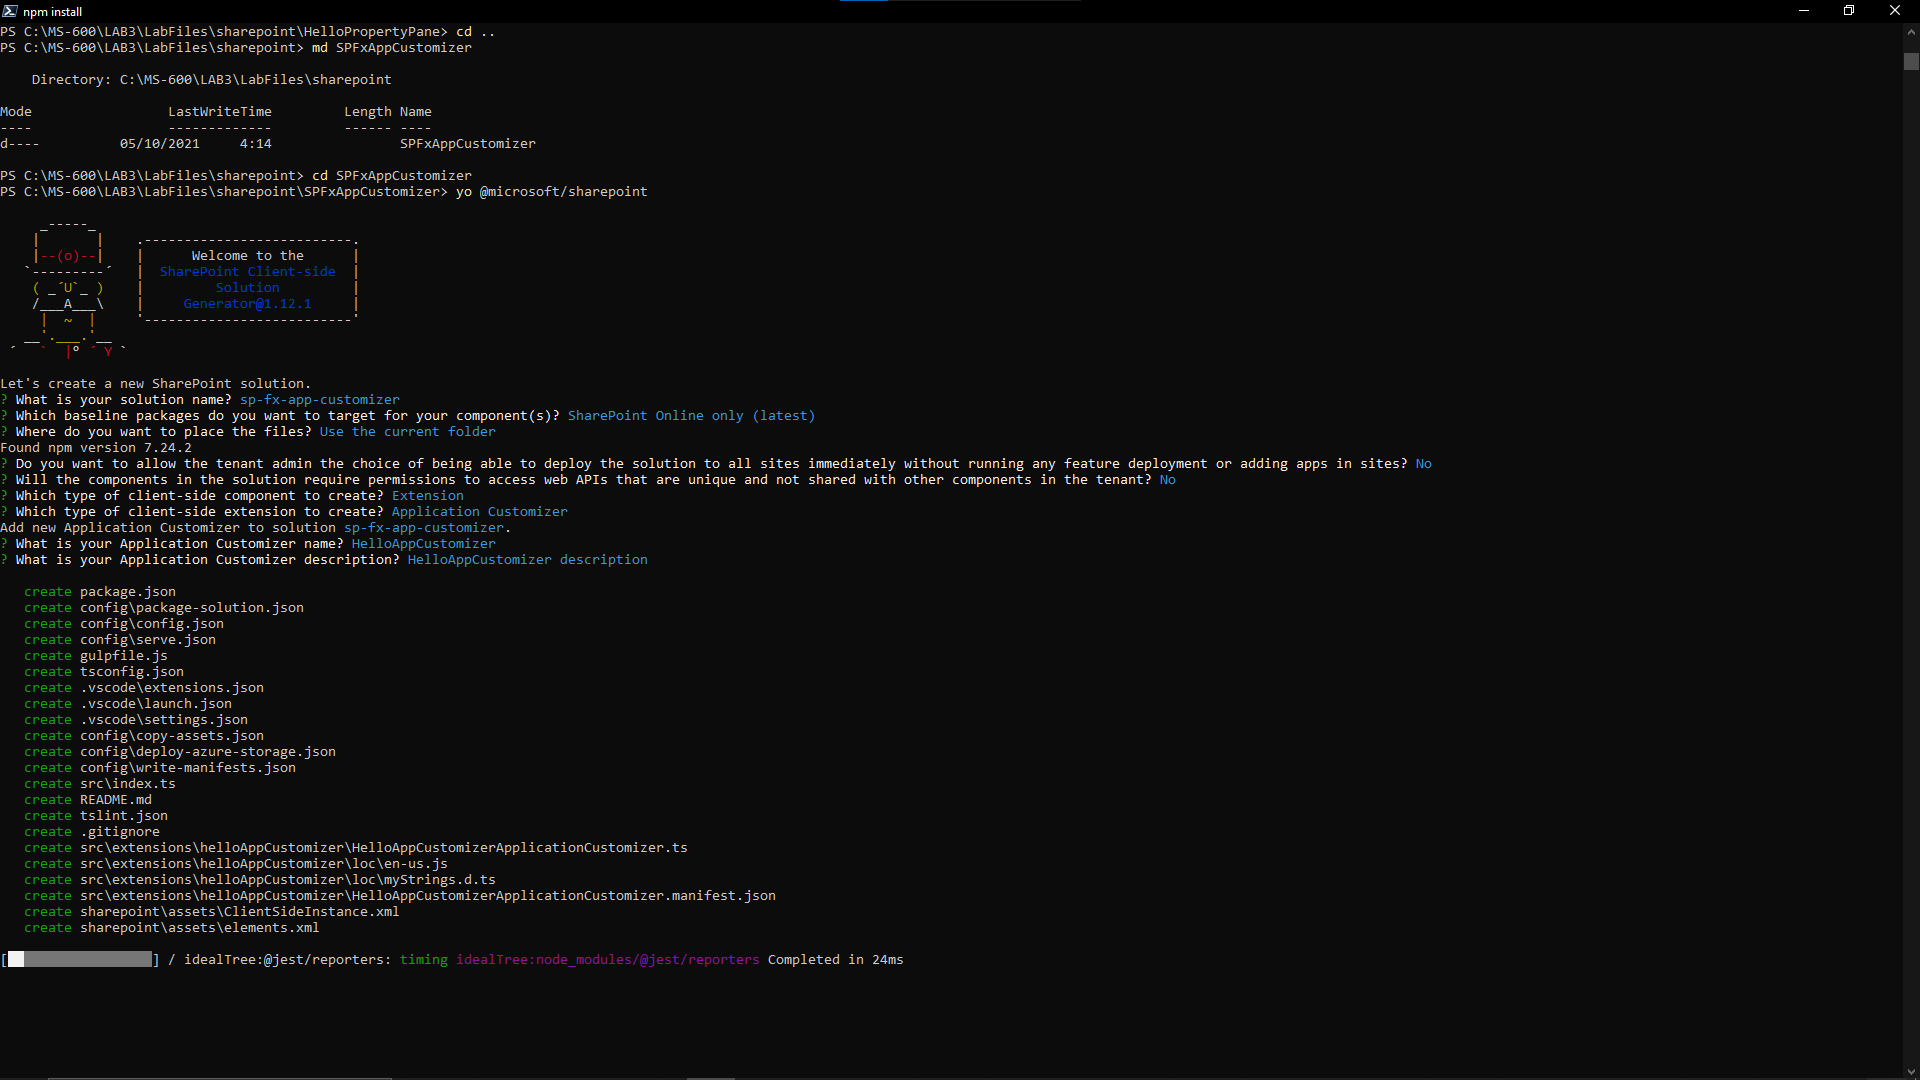 npm install
PS C:\MS-600\LAB3\LabFiles\sharepoint\HelloPropertyPane> cd ..
PS C:\MS-600\LAB3\LabFiles\sharepoint> md SPFxAppCustomizer
Directory: C:\MS-600\LAB3\LabFiles\sharepoint
Mode                 LastWriteTime         Length Name
----                 -------------         ------ ----
d----          05/10/2021     4:14                SPFxAppCustomizer
PS C:\MS-600\LAB3\LabFiles\sharepoint> cd SPFxAppCustomizer
PS C:\MS-600\LAB3\LabFiles\sharepoint\SPFxAppCustomizer> yo @microsoft/sharepoint
     _-----_
    |       |    .--------------------------.
    |--(o)--|    |      Welcome to the      |
   `---------´   |  SharePoint Client-side  |
    ( _´U`_ )    |         Solution         |
    /___A___\    |     Generator@1.12.1     |
     |  ~  |     '--------------------------'
   __'.___.'__
 ´   `  |° ´ Y `
Let's create a new SharePoint solution.
? What is your solution name? sp-fx-app-customizer
? Which baseline packages do you want to target for your component(s)? SharePoint Online only (latest)
? Where do you want to place the files? Use the current folder
Found npm version 7.24.2
? Do you want to allow the tenant admin the choice of being able to deploy the solution to all sites immediately without running any feature deployment or adding apps in sites? No
? Will the components in the solution require permissions to access web APIs that are unique and not shared with other components in the tenant? No
? Which type of client-side component to create? Extension
? Which type of client-side extension to create? Application Customizer
Add new Application Customizer to solution sp-fx-app-customizer.
? What is your Application Customizer name? HelloAppCustomizer
? What is your Application Customizer description? HelloAppCustomizer description
create package.json
create config\package-solution.json
create config\config.json
create config\serve.json
create gulpfile.js
create tsconfig.json
create .vscode\extensions.json
create .vscode\launch.json
create .vscode\settings.json
create config\copy-assets.json
create config\deploy-azure-storage.json
create config\write-manifests.json
create src\index.ts
create README.md
create tslint.json
create .gitignore
create src\extensions\helloAppCustomizer\HelloAppCustomizerApplicationCustomizer.ts
create src\extensions\helloAppCustomizer\loc\en-us.js
create src\extensions\helloAppCustomizer\loc\myStrings.d.ts
create src\extensions\helloAppCustomizer\HelloAppCustomizerApplicationCustomizer.manifest.json
create sharepoint\assets\ClientSideInstance.xml
create sharepoint\assets\elements.xml
[                  ] / idealTree:@jest/reporters: timing idealTree:node_modules/@jest/reporters Completed in 24ms